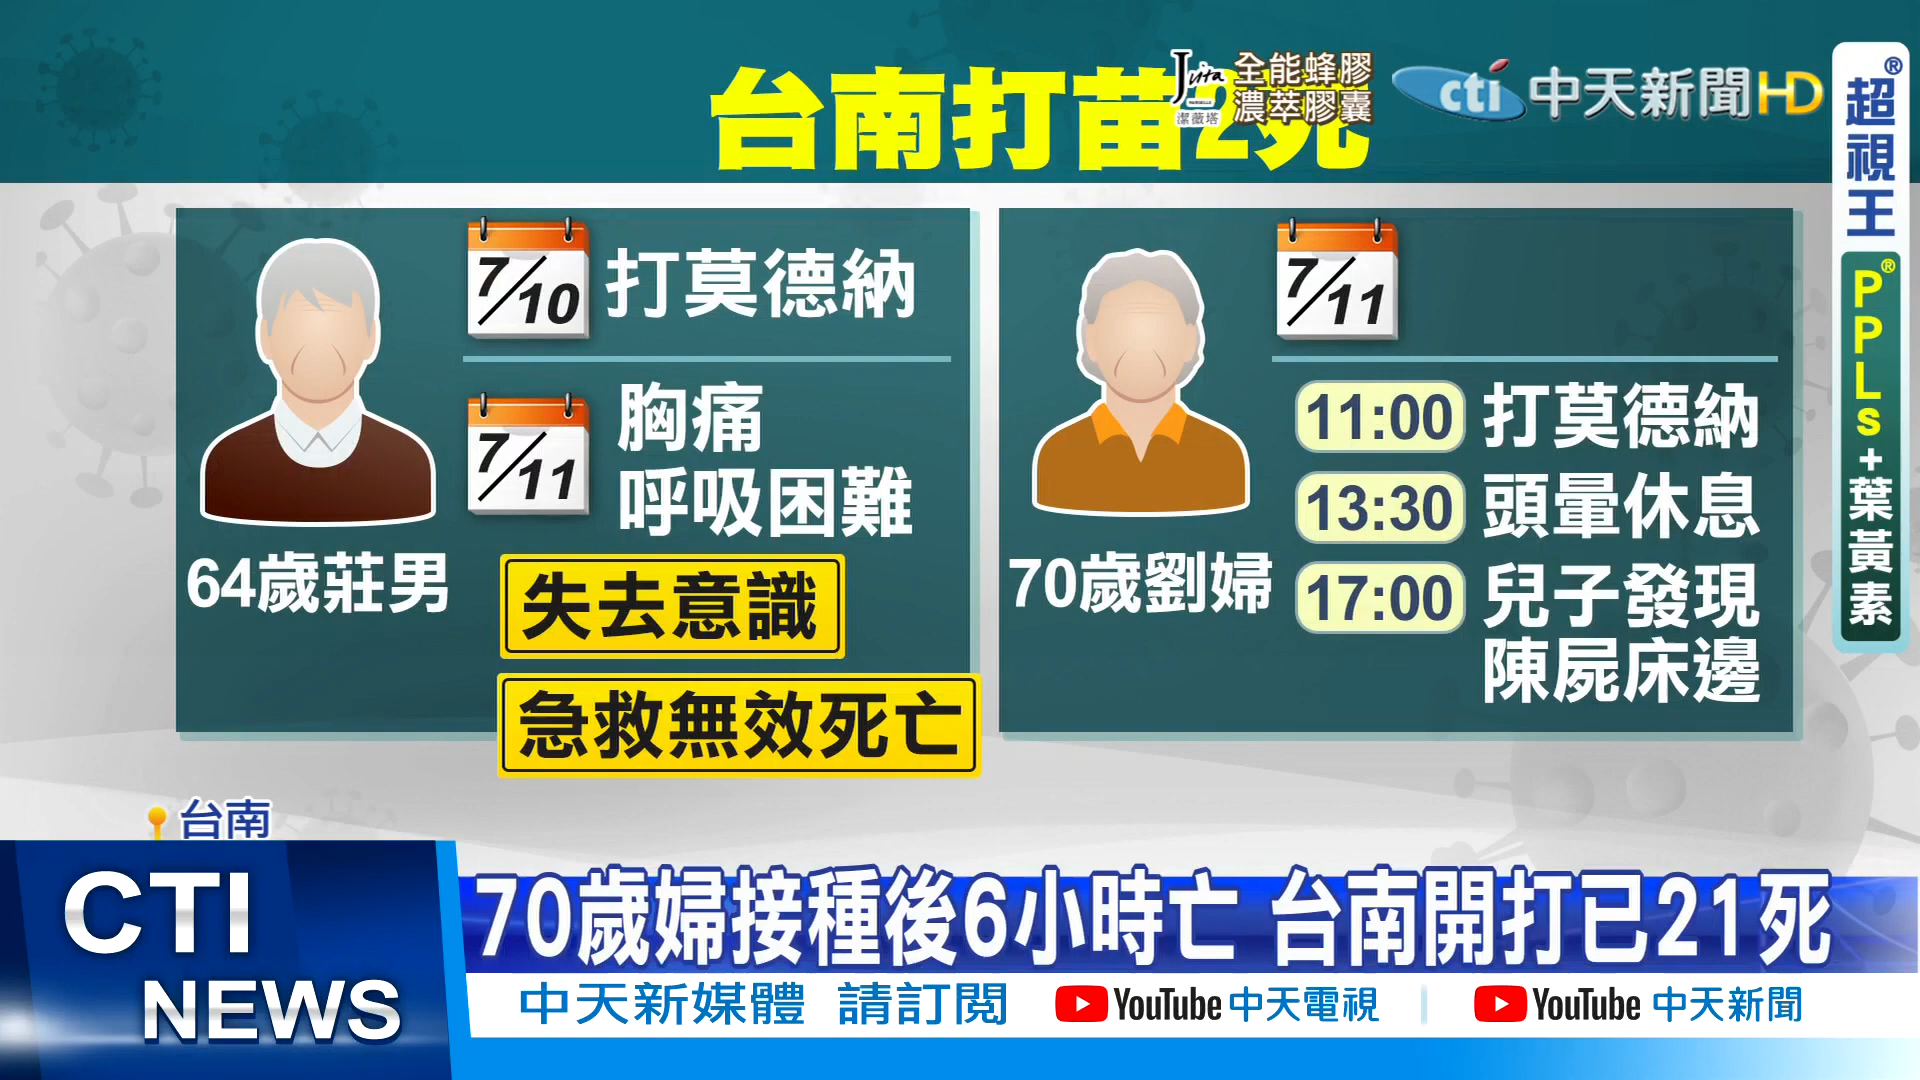 台南打苗2死
Jvita
MARSEILLE
潔薇塔
全能蜂膠
濃萃膠囊
cti 中天新聞HD
超視王®
PPLs®+葉黃素
7/10 打莫德納
7/11 胸痛
呼吸困難
失去意識
急救無效死亡
64歲莊男
7/11
11:00 打莫德納
13:30 頭暈休息
17:00 兒子發現
陳屍床邊
70歲劉婦
台南
CTI
NEWS
70歲婦接種後6小時亡 台南開打已21死
中天新媒體 請訂閱 YouTube 中天電視 | YouTube 中天新聞